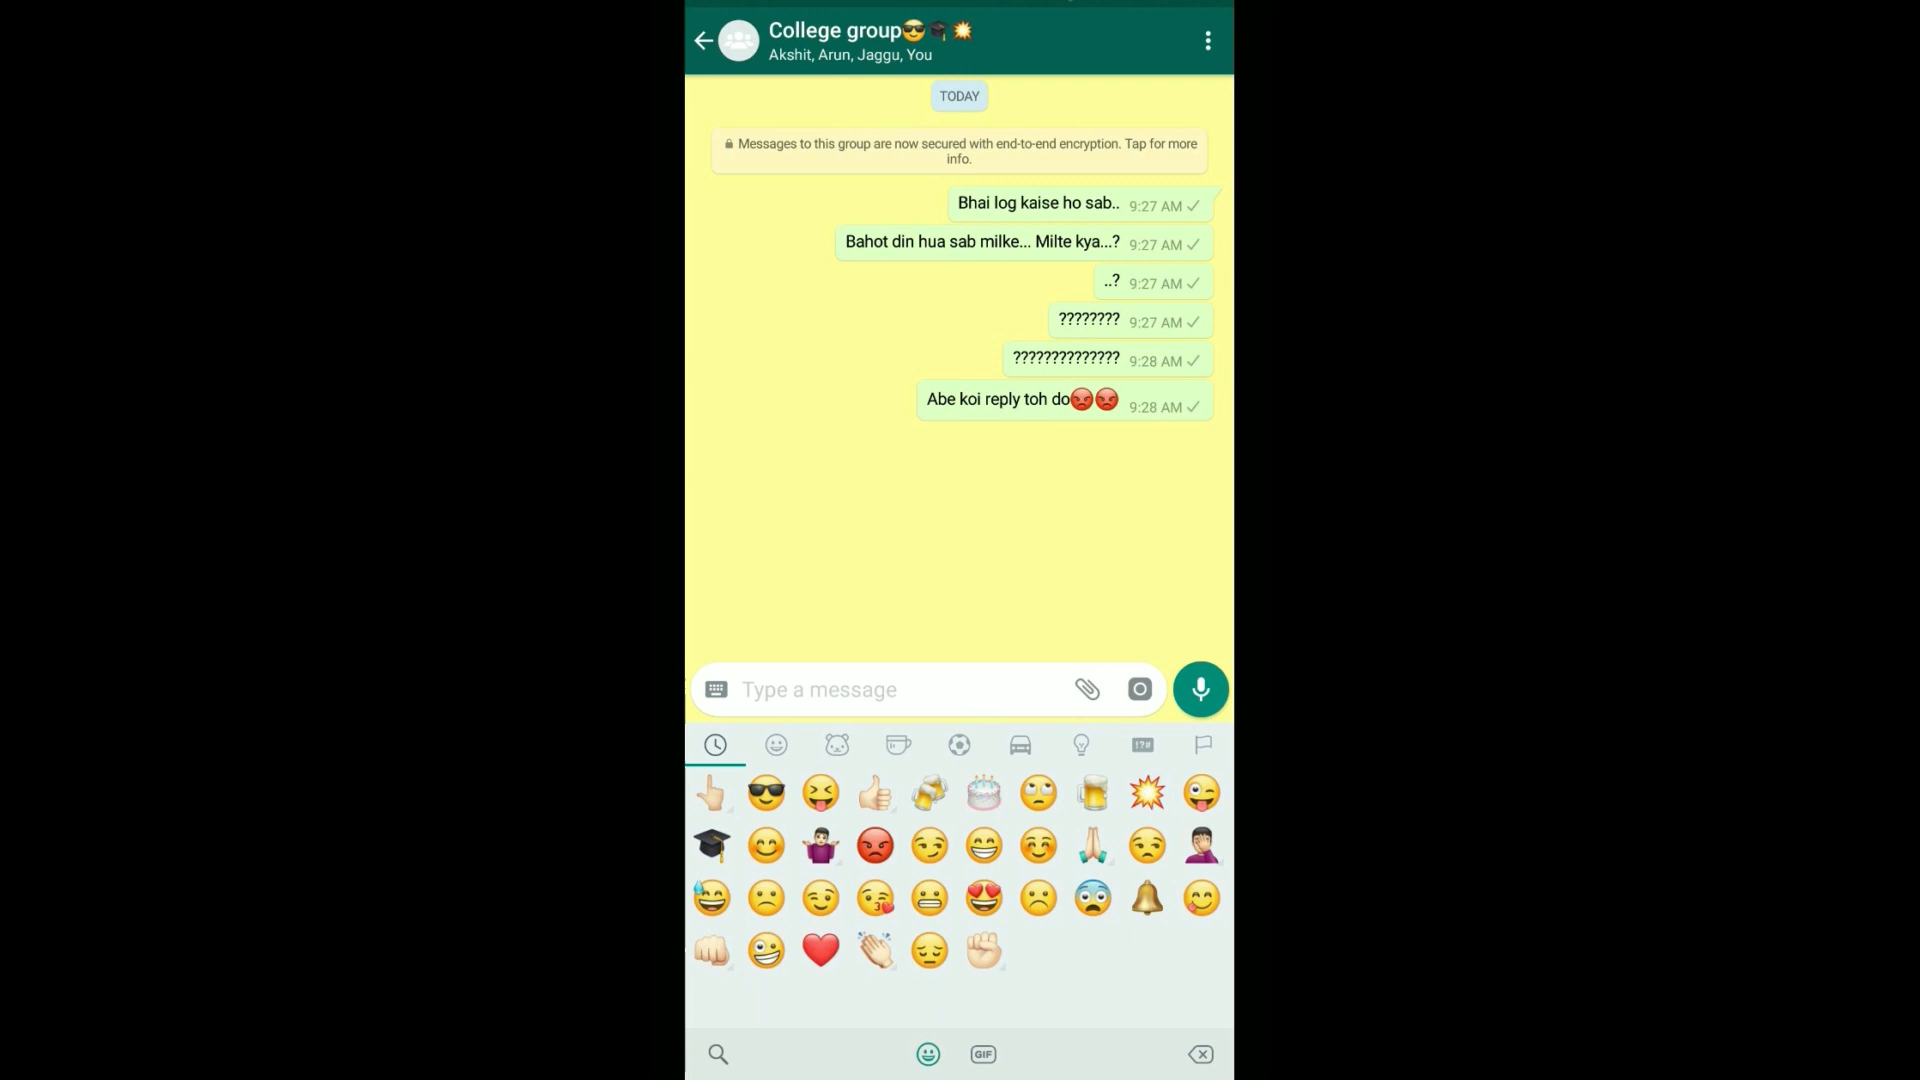 College group😎🎓💥
Akshit, Arun, Jaggu, You
TODAY
Messages to this group are now secured with end-to-end encryption. Tap for more
info.
Bhai log kaise ho sab.. 9:27 AM
Bahot din hua sab milke... Milte kya...? 9:27 AM
..? 9:27 AM
???????? 9:27 AM
?????????????? 9:28 AM
Abe koi reply toh do😡😡 9:28 AM
Type a message
!?#
GIF